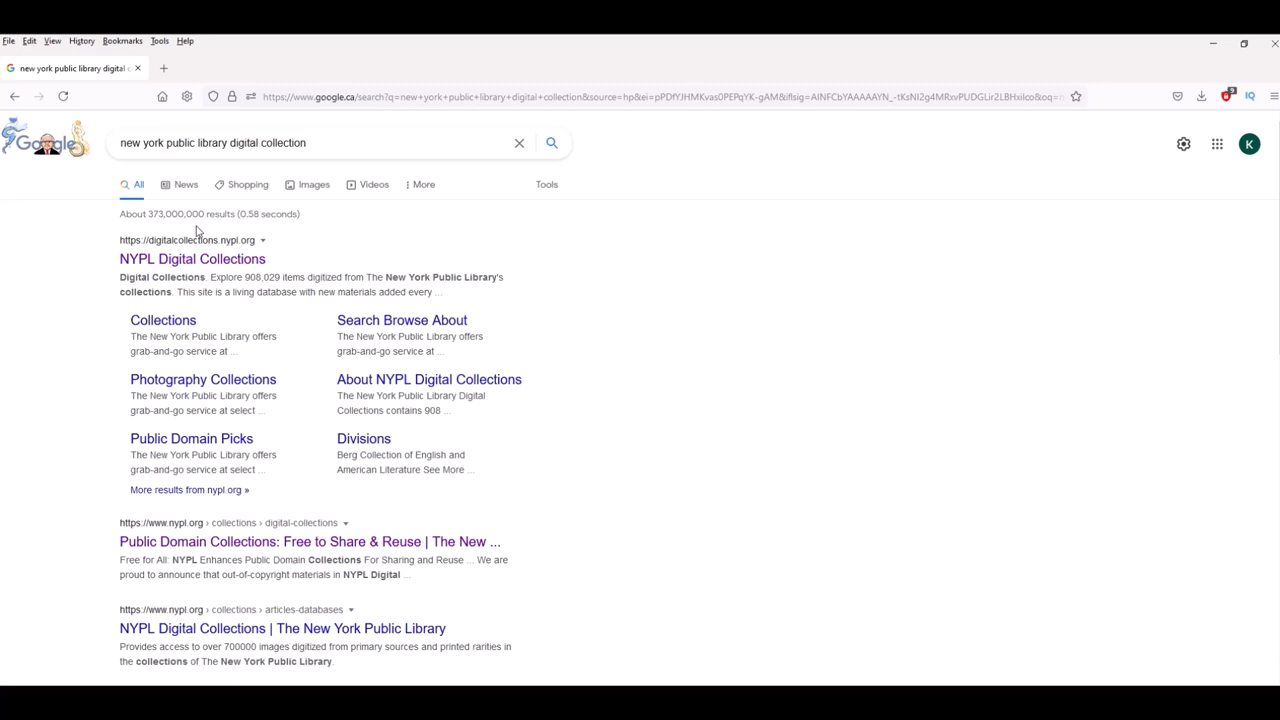 File Edit View History Bookmarks Tools Help
new york public library digital c
https://www.google.ca/search?q=new+york+public+library+digital+collection&source=hp&ei=
9
Google
new york public library digital collection
K
All News Shopping Images Videos More Tools
About 373,000,000 results (0.58 seconds)
https://digitalcollections.nypl.org
NYPL Digital Collections
Digital Collections. Explore 908,029 items digitized from The New York Public Library's
collections. This site is a living database with new materials added every ...
Collections
The New York Public Library offers
grab-and-go service at ...
Search Browse About
The New York Public Library offers
grab-and-go service at ...
Photography Collections
The New York Public Library offers
grab-and-go service at select ...
About NYPL Digital Collections
The New York Public Library Digital
Collections contains 908 ...
Public Domain Picks
The New York Public Library offers
grab-and-go service at select ...
Divisions
Berg Collection of English and
American Literature See More ...
More results from nypl.org »
https://www.nypl.org › collections › digital-collections
Public Domain Collections: Free to Share & Reuse | The New ...
Free for All: NYPL Enhances Public Domain Collections For Sharing and Reuse ... We are
proud to announce that out-of-copyright materials in NYPL Digital ...
https://www.nypl.org › collections › articles-databases
NYPL Digital Collections | The New York Public Library
Provides access to over 700000 images digitized from primary sources and printed rarities in
the collections of The New York Public Library.